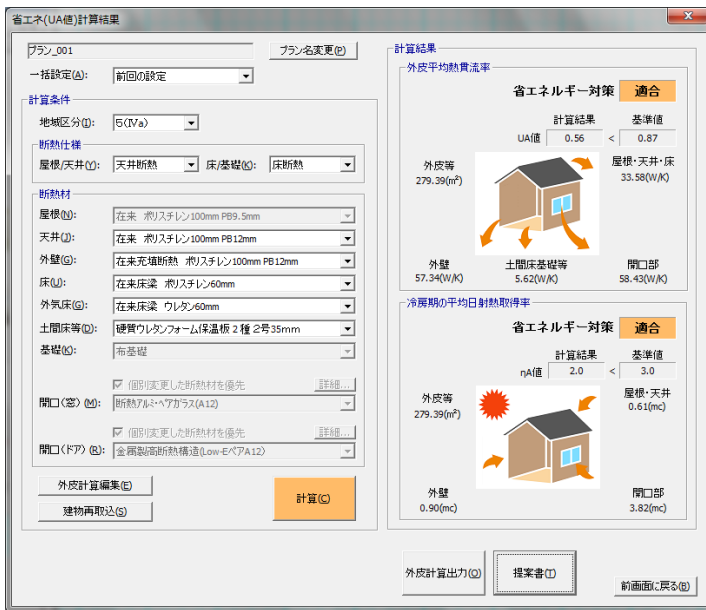 省エネ(UA値)計算結果
プラン_001
プラン名変更(P)
一括設定(A):
前回の設定
計算条件
地域区分(I):
5(Ⅳa)
断熱仕様
屋根/天井(Y):
天井断熱
床/基礎(K):
床断熱
断熱材
屋根(N):
在来 ポリスチレン100mm PB9.5mm
天井(J):
在来 ポリスチレン100mm PB12mm
外壁(G):
在来充填断熱 ポリスチレン100mm PB12mm
床(U):
在来床梁 ポリスチレン60mm
外気床(G):
在来床梁 ウレタン60mm
土間床等(D):
硬質ウレタンフォーム保温板2種2号35mm
基礎(K):
布基礎
個別変更した断熱材を優先
詳細...
開口(窓)(M):
断熱アルミ・ペアガラス(A12)
個別変更した断熱材を優先
詳細...
開口(ドア)(R):
金属製高断熱構造(Low-EペアA12)
外皮計算編集(E)
建物再取込(S)
計算(C)
計算結果
外皮平均熱貫流率
省エネルギー対策 適合
計算結果 基準値
UA値 0.56 < 0.87
外皮等
279.39(㎡)
屋根・天井・床
33.58(W/K)
外壁
57.34(W/K)
土間床基礎等
5.62(W/K)
開口部
58.43(W/K)
冷房期の平均日射熱取得率
省エネルギー対策 適合
計算結果 基準値
ηA値 2.0 < 3.0
外皮等
279.39(㎡)
屋根・天井
0.61(mc)
外壁
0.90(mc)
開口部
3.82(mc)
外皮計算出力(O)
提案書(T)
前画面に戻る(B)